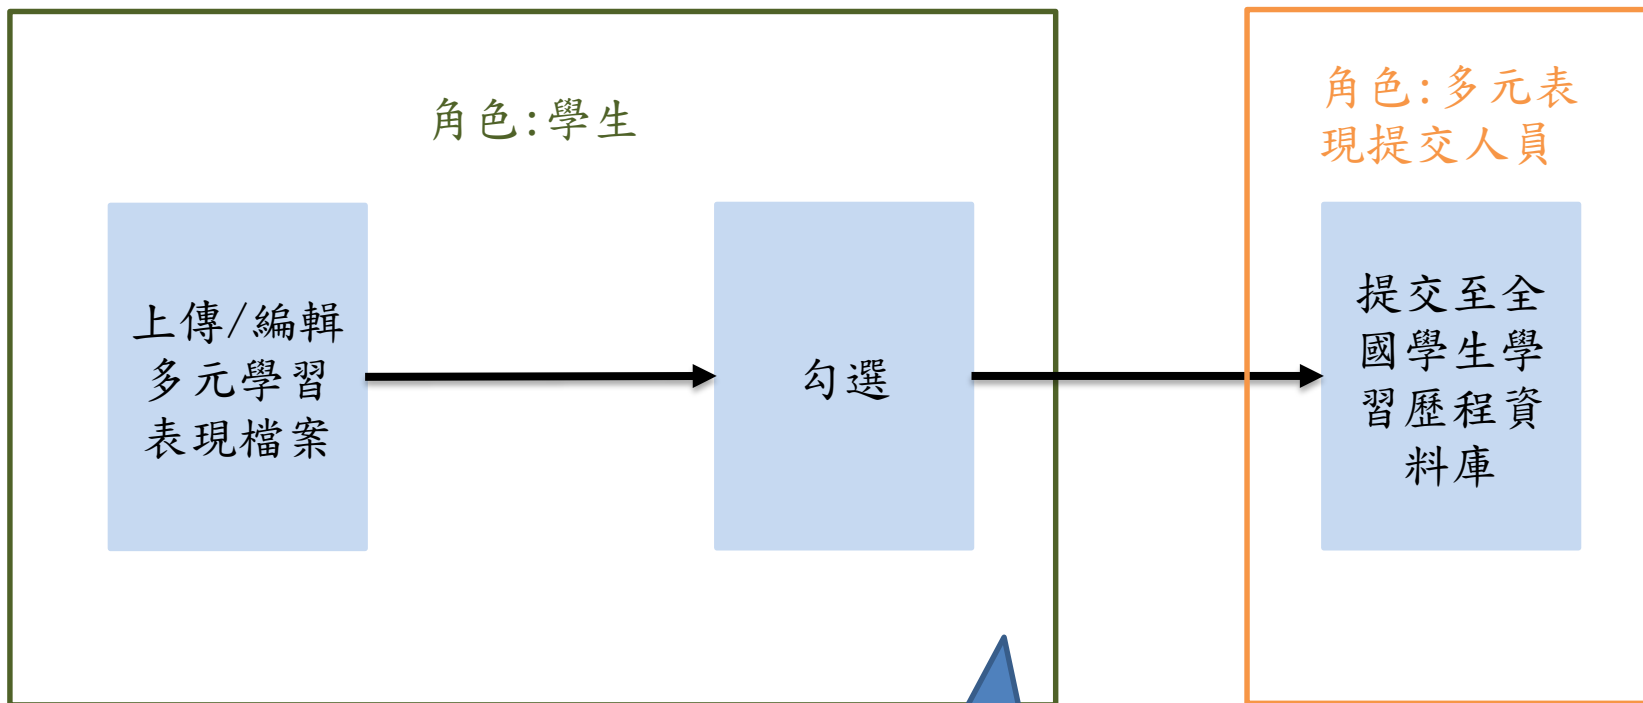 角色:學生
上傳/編輯
多元學習
表現檔案
勾選
角色:多元表
現提交人員
提交至全
國學生學
習歷程資
料庫